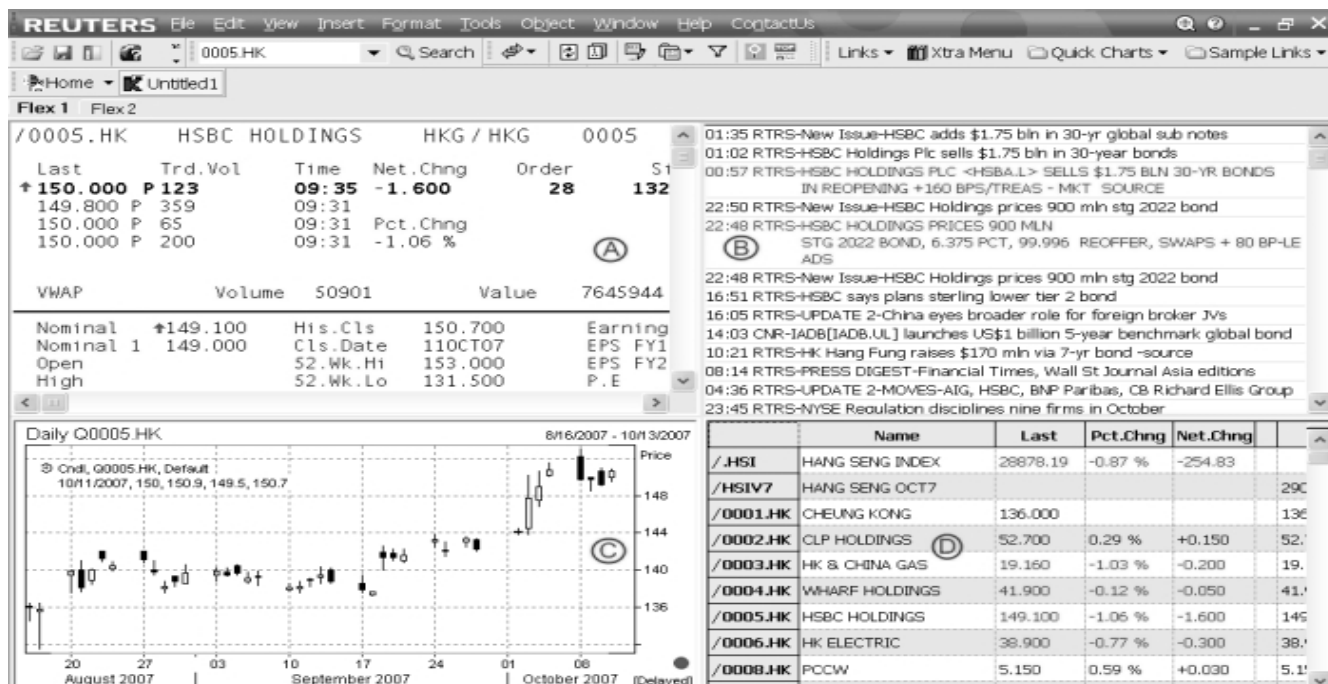 REUTERS File Edit View Insert Format Tools Object Window Help ContactUs
0005.HK Search Links Xtra Menu Quick Charts Sample Links
Home Untitled1
Flex 1 Flex 2
/0005.HK HSBC HOLDINGS HKG/HKG 0005
Last Trd.Vol Time Net.Chng Order
↑150.000 P 123 09:35 -1.600 28 132
149.800 P 359 09:31
150.000 P 65 09:31 Pct.Chng
150.000 P 200 09:31 -1.06 %
A
VWAP Volume 50901 Value 7645944
Nominal ↑149.100 His.Cls 150.700 Earning
Nominal 1 149.000 Cls.Date 11OCT07 EPS FY1
Open 52.Wk.Hi 153.000 EPS FY2
High 52.Wk.Lo 131.500 P.E
01:35 RTRS-New Issue-HSBC adds $1.75 bln in 30-yr global sub notes
01:02 RTRS-HSBC Holdings Plc sells $1.75 bln in 30-year bonds
00:57 RTRS-HSBC HOLDINGS PLC <HSBA.L> SELLS $1.75 BLN 30-YR BONDS
IN REOPENING +160 BPS/TREAS - MKT SOURCE
22:50 RTRS-New Issue-HSBC Holdings prices 900 mln stg 2022 bond
22:48 RTRS-HSBC HOLDINGS PRICES 900 MLN
STG 2022 BOND, 6.375 PCT, 99.996 REOFFER, SWAPS + 80 BP-LE
ADS
B
22:48 RTRS-New Issue-HSBC Holdings prices 900 mln stg 2022 bond
16:51 RTRS-HSBC says plans sterling lower tier 2 bond
16:05 RTRS-UPDATE 2-China eyes broader role for foreign broker JVs
14:03 CNR-IADB[IADB.UL] launches US$1 billion 5-year benchmark global bond
10:21 RTRS-HK Hang Fung raises $170 mln via 7-yr bond -source
08:14 RTRS-PRESS DIGEST-Financial Times, Wall St Journal Asia editions
04:36 RTRS-UPDATE 2-MOVES-AIG, HSBC, BNP Paribas, CB Richard Ellis Group
23:45 RTRS-NYSE Regulation disciplines nine firms in October
Daily Q0005.HK 8/16/2007 - 10/13/2007
Price
Cndl, Q0005.HK, Default
10/11/2007, 150, 150.9, 149.5, 150.7
148
144
C
140
136
20 27 03 10 17 24 01 08
August 2007 September 2007 October 2007 [Delayed]
Name Last Pct.Chng Net.Chng
/.HSI HANG SENG INDEX 28878.19 -0.87 % -254.83
/HSIV7 HANG SENG OCT7 290
/0001.HK CHEUNG KONG 136.000 136
/0002.HK CLP HOLDINGS 52.700 0.29 % +0.150 52.
D
/0003.HK HK & CHINA GAS 19.160 -1.03 % -0.200 19.
/0004.HK WHARF HOLDINGS 41.900 -0.12 % -0.050 41.
/0005.HK HSBC HOLDINGS 149.100 -1.06 % -1.600 149
/0006.HK HK ELECTRIC 38.900 -0.77 % -0.300 38.
/0008.HK PCCW 5.150 0.59 % +0.030 5.1